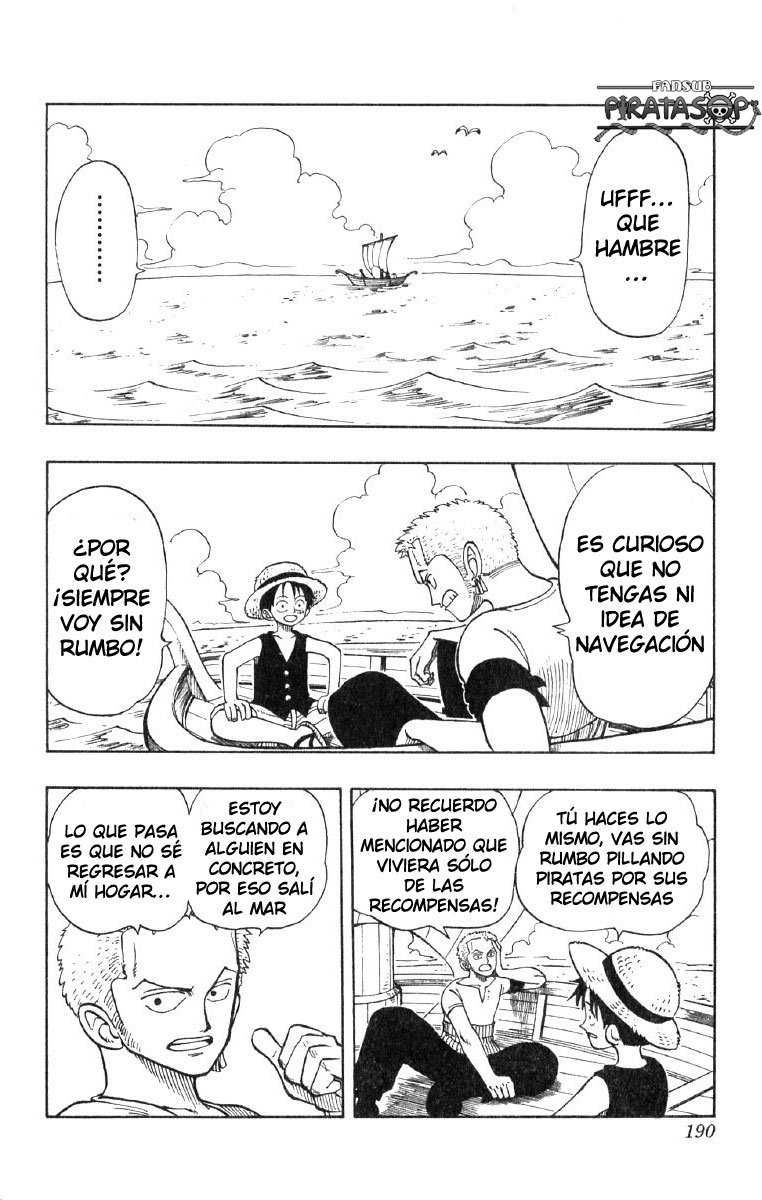 FANSUB
PIRATASOP
UFFF...
QUE
HAMBRE
...
.........
ES CURIOSO
QUE NO
TENGAS NI
IDEA DE
NAVEGACIÓN
¿POR
QUÉ?
¡SIEMPRE
VOY SIN
RUMBO!
TÚ HACES LO
MISMO, VAS SIN
RUMBO PILLANDO
PIRATAS POR SUS
RECOMPENSAS
¡NO RECUERDO
HABER
MENCIONADO QUE
VIVIERA SÓLO
DE LAS
RECOMPENSAS!
ESTOY
BUSCANDO A
ALGUIEN EN
CONCRETO,
POR ESO SALÍ
AL MAR
LO QUE PASA
ES QUE NO SÉ
REGRESAR A
MÍ HOGAR...
190